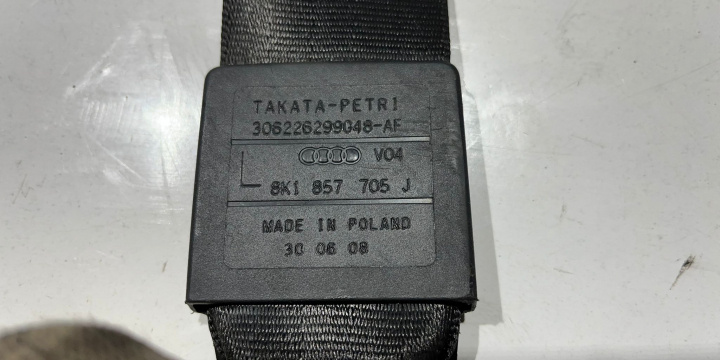 TAKATA-PETRI
306226299048-AF
V04
L 8K1 857 705 J
MADE IN POLAND
30 06 08